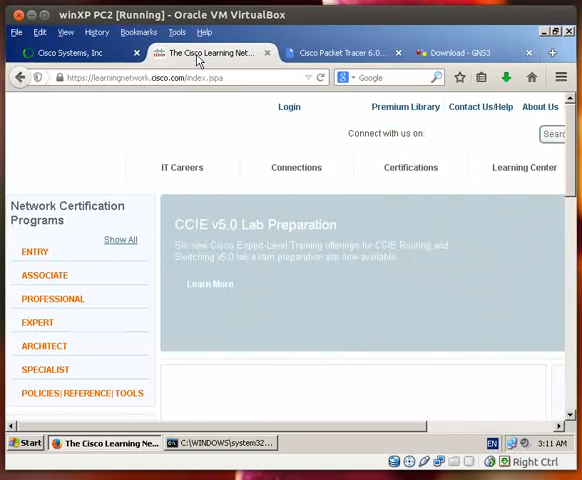 winXP PC2 [Running] - Oracle VM VirtualBox
File Edit View History Bookmarks Tools Help
Cisco Systems, Inc
The Cisco Learning Net...
Cisco Packet Tracer 6.0...
Download - GNS3
https://learningnetwork.cisco.com/index.jspa
Google
Login Premium Library Contact Us/Help About Us
Connect with us on:
Searc
IT Careers Connections Certifications Learning Center
Network Certification
Programs
Show All
ENTRY
ASSOCIATE
PROFESSIONAL
EXPERT
ARCHITECT
SPECIALIST
POLICIES| REFERENCE| TOOLS
CCIE v5.0 Lab Preparation
Six new Cisco Expert-Level Training offerings for CCIE Routing and
Switching v5.0 lab exam preparation are now available.
Learn More
Start
The Cisco Learning Ne...
C:\WINDOWS\system32...
EN
3:11 AM
Right Ctrl